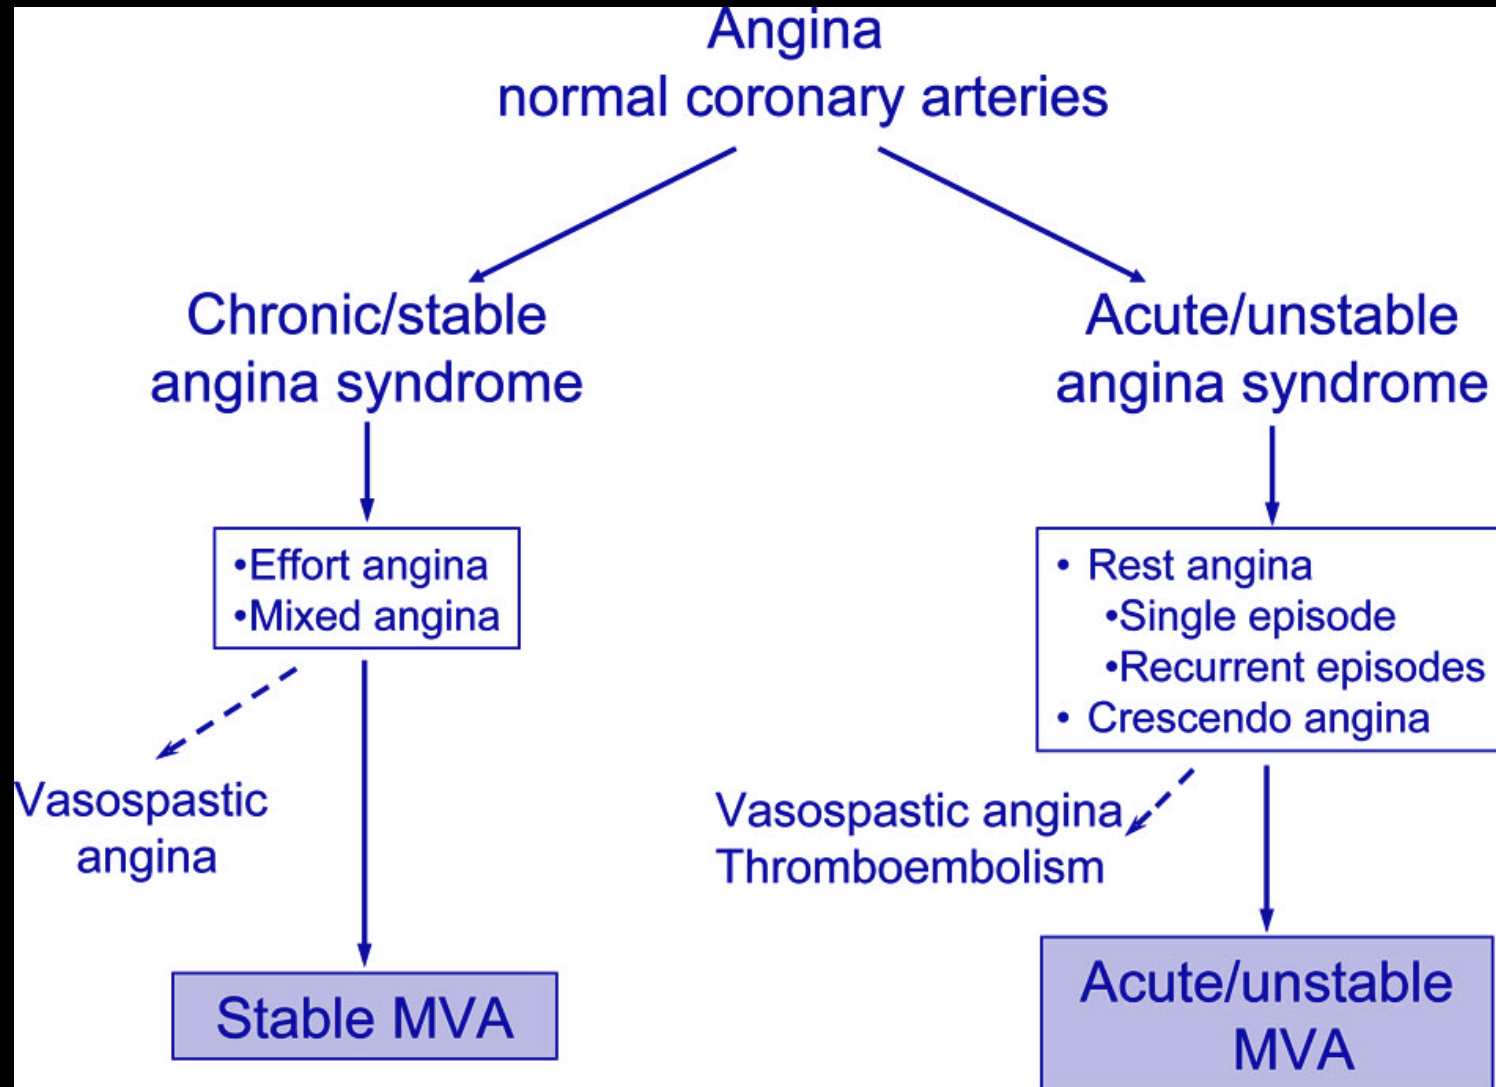 Angina
normal coronary arteries
Chronic/stable
angina syndrome
Acute/unstable
angina syndrome
•Effort angina
•Mixed angina
• Rest angina
•Single episode
•Recurrent episodes
• Crescendo angina
Vasospastic
angina
Vasospastic angina
Thromboembolism
Stable MVA
Acute/unstable
MVA